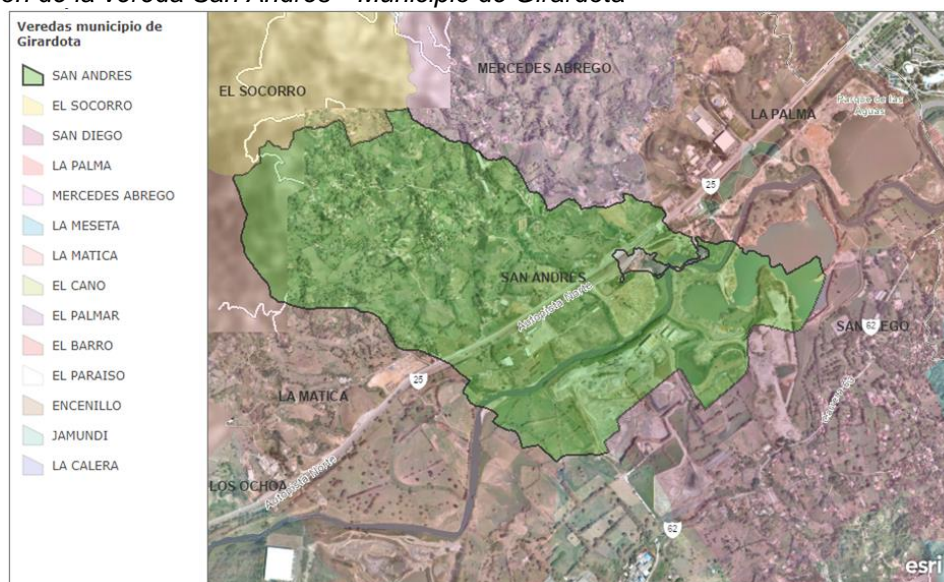 ón de la vereda San Andrés – Municipio de Girardota
Veredas municipio de
Girardota
SAN ANDRES
EL SOCORRO
SAN DIEGO
LA PALMA
MERCEDES ABREGO
LA MESETA
LA MATICA
EL CANO
EL PALMAR
EL BARRO
EL PARAISO
ENCENILLO
JAMUNDI
LA CALERA
EL SOCORRO
MERCEDES ABREGO
LA PALMA
Parque de las
Aguas
25
SAN ANDRES
Autopista Norte
SAN
62
EGO
25
LA MATICA
LOS OCHOA
Autopista Norte
62
esri